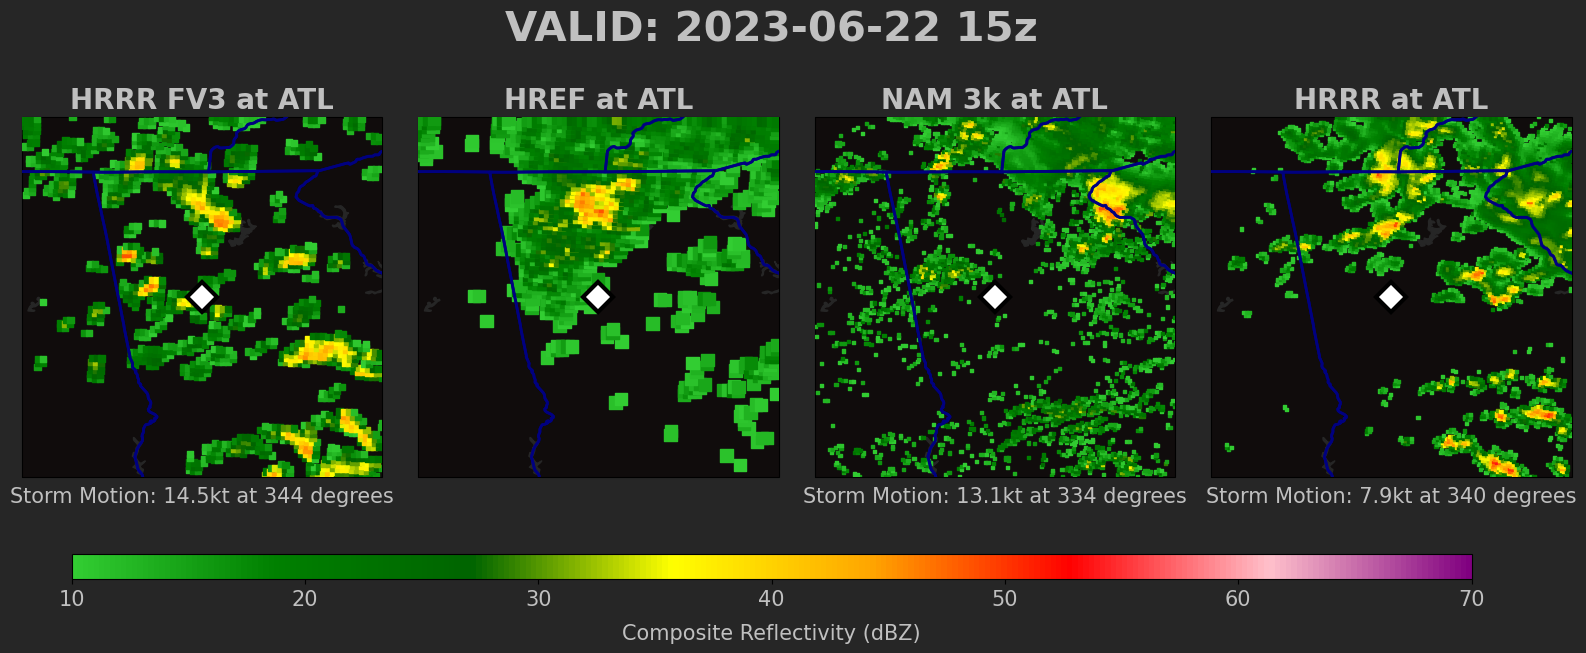 VALID: 2023-06-22 15z
HRRR FV3 at ATL
HREF at ATL
NAM 3k at ATL
HRRR at ATL
Storm Motion: 14.5kt at 344 degrees
Storm Motion: 13.1kt at 334 degrees
Storm Motion: 7.9kt at 340 degrees
10 20 30 40 50 60 70
Composite Reflectivity (dBZ)